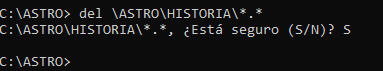 C:\ASTRO> del \ASTRO\HISTORIA\*.*
C:\ASTRO\HISTORIA\*.*, ¿Está seguro (S/N)? S
C:\ASTRO>